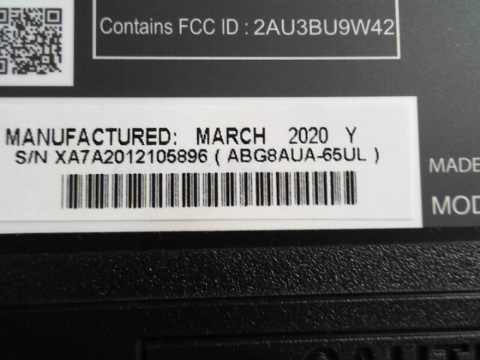 Contains FCC ID : 2AU3BU9W42
MANUFACTURED: MARCH 2020 Y
S/N XA7A2012105896 ( ABG8AUA-65UL )
MADE
MOD